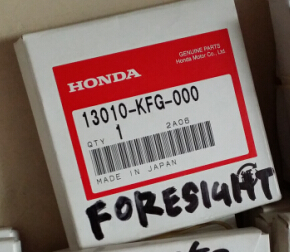 GENUINE PARTS
Honda Motor Co., Ltd.
HONDA
13010-KFG-000
QTY 1 2A06
MADE IN JAPAN
FORESIGHT